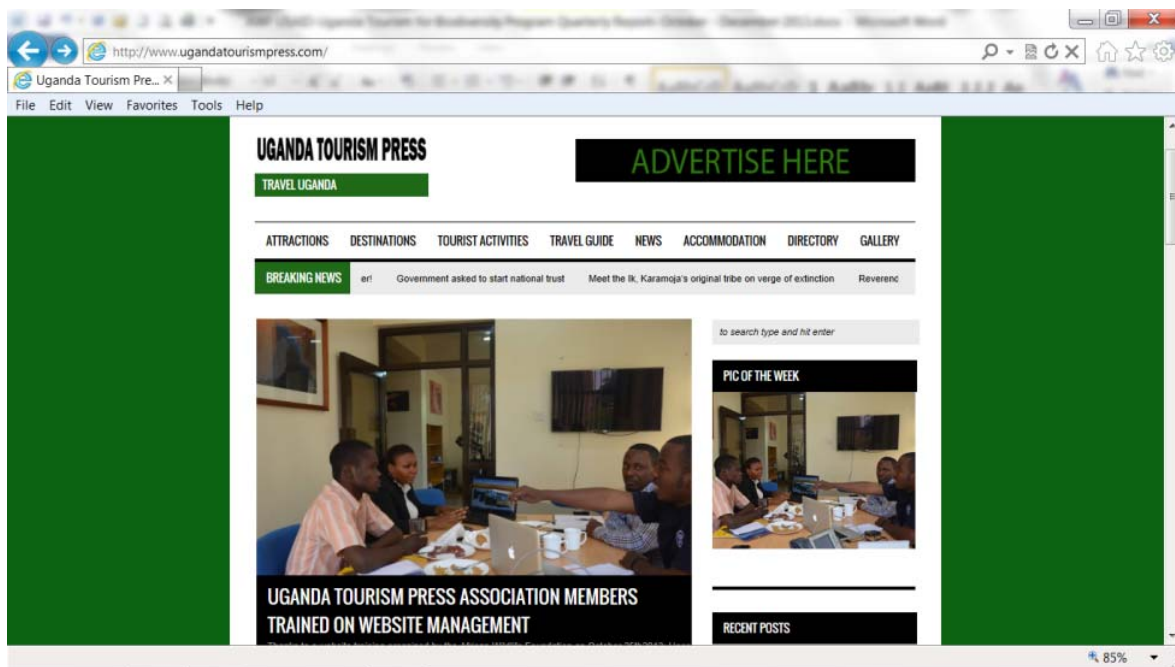 http://www.ugandatourismpress.com/
Uganda Tourism Pre...
File Edit View Favorites Tools Help
UGANDA TOURISM PRESS
TRAVEL UGANDA
ADVERTISE HERE
ATTRACTIONS DESTINATIONS TOURIST ACTIVITIES TRAVEL GUIDE NEWS ACCOMMODATION DIRECTORY GALLERY
BREAKING NEWS er! Government asked to start national trust Meet the Ik, Karamoja's original tribe on verge of extinction Reverend
to search type and hit enter
PIC OF THE WEEK
UGANDA TOURISM PRESS ASSOCIATION MEMBERS
TRAINED ON WEBSITE MANAGEMENT
RECENT POSTS
85%